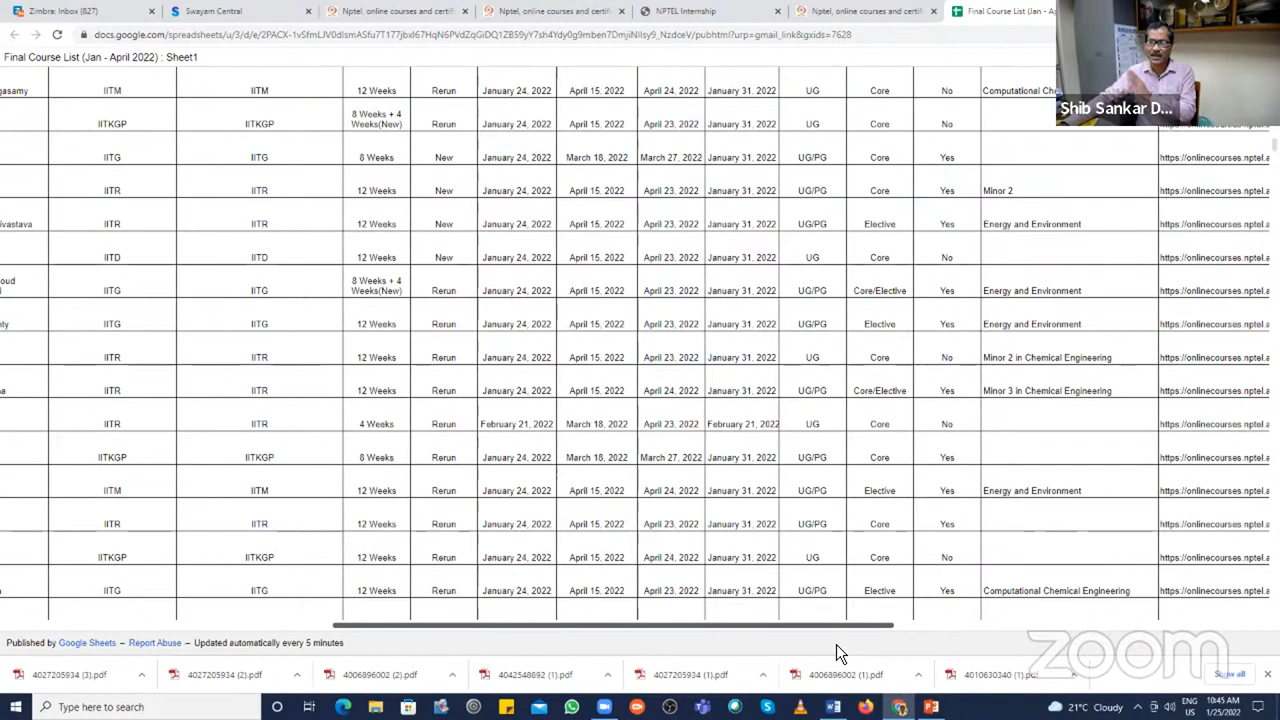 Zimbra: Inbox (827)
Swayam Central
Nptel, online courses and certif
Nptel, online courses and certif
NPTEL Internship
Nptel, online courses and certif
Final Course List (Jan - A
docs.google.com/spreadsheets/u/3/d/e/
/pubhtml?urp=gmail_link&gxids=7628
Final Course List (Jan - April 2022) : Sheet1
Shib Sankar D...
gasamy IITM IITM 12 Weeks Rerun January 24, 2022 April 15, 2022 April 24, 2022 January 31, 2022 UG Core No Computational Ch
IITKGP IITKGP 8 Weeks + 4 Weeks(New) Rerun January 24, 2022 April 15, 2022 April 23, 2022 January 31, 2022 UG Core No
IITG IITG 8 Weeks New January 24, 2022 March 18, 2022 March 27, 2022 January 31, 2022 UG/PG Core Yes https://onlinecourses.nptel.a
IITR IITR 12 Weeks New January 24, 2022 April 15, 2022 April 23, 2022 January 31, 2022 UG/PG Core Yes Minor 2 https://onlinecourses.nptel.a
ivastava IITR IITR 12 Weeks New January 24, 2022 April 15, 2022 April 23, 2022 January 31, 2022 UG/PG Elective Yes Energy and Environment https://onlinecourses.nptel.a
IITD IITD 12 Weeks New January 24, 2022 April 15, 2022 April 23, 2022 January 31, 2022 UG Core No https://onlinecourses.nptel.a
oud IITG IITG 8 Weeks + 4 Weeks(New) Rerun January 24, 2022 April 15, 2022 April 23, 2022 January 31, 2022 UG/PG Core/Elective Yes Energy and Environment https://onlinecourses.nptel.a
nty IITG IITG 12 Weeks Rerun January 24, 2022 April 15, 2022 April 23, 2022 January 31, 2022 UG/PG Elective Yes Energy and Environment https://onlinecourses.nptel.a
IITR IITR 12 Weeks Rerun January 24, 2022 April 15, 2022 April 23, 2022 January 31, 2022 UG Core No Minor 2 in Chemical Engineering https://onlinecourses.nptel.a
na IITR IITR 12 Weeks Rerun January 24, 2022 April 15, 2022 April 24, 2022 January 31, 2022 UG/PG Core/Elective Yes Minor 3 in Chemical Engineering https://onlinecourses.nptel.a
IITR IITR 4 Weeks Rerun February 21, 2022 March 18, 2022 April 23, 2022 February 21, 2022 UG Core No https://onlinecourses.nptel.a
IITKGP IITKGP 8 Weeks Rerun January 24, 2022 March 18, 2022 March 27, 2022 January 31, 2022 UG/PG Core Yes https://onlinecourses.nptel.a
IITM IITM 12 Weeks Rerun January 24, 2022 April 15, 2022 April 24, 2022 January 31, 2022 UG/PG Elective Yes Energy and Environment https://onlinecourses.nptel.a
IITR IITR 12 Weeks Rerun January 24, 2022 April 15, 2022 April 23, 2022 January 31, 2022 UG/PG Core Yes https://onlinecourses.nptel.a
IITKGP IITKGP 12 Weeks Rerun January 24, 2022 April 15, 2022 April 24, 2022 January 31, 2022 UG Core No https://onlinecourses.nptel.a
IITG IITG 12 Weeks Rerun January 24, 2022 April 15, 2022 April 23, 2022 January 31, 2022 UG/PG Elective Yes Computational Chemical Engineering https://onlinecourses.nptel.a
Published by Google Sheets – Report Abuse – Updated automatically every 5 minutes
zoom
4027205934 (3).pdf
4027205934 (2).pdf
4006896002 (2).pdf
4042548892 (1).pdf
4027205934 (1).pdf
4006896002 (1).pdf
4010630340 (1).pdf
Show all
Type here to search
21°C Cloudy
ENG
US
10:45 AM
1/25/2022